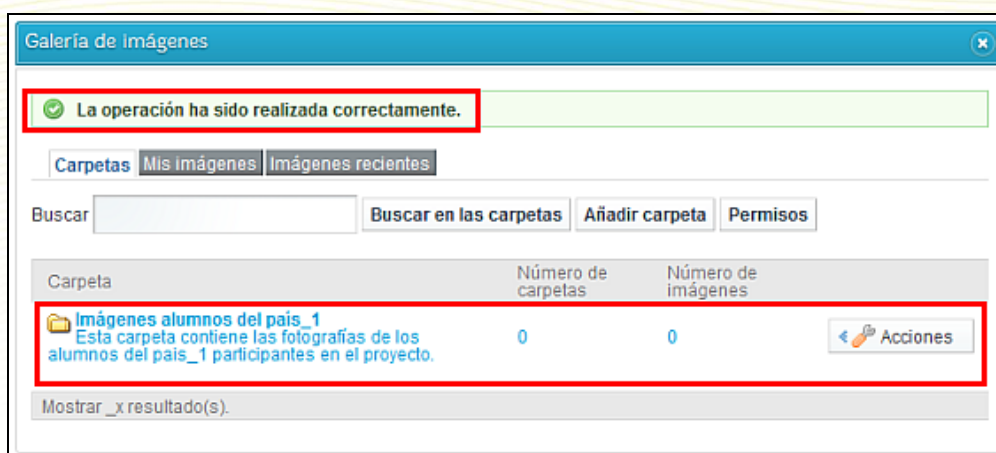 Galería de imágenes
La operación ha sido realizada correctamente.
Carpetas Mis imágenes Imágenes recientes
Buscar Buscar en las carpetas Añadir carpeta Permisos
Carpeta Número de carpetas Número de imágenes
Imágenes alumnos del país_1
Esta carpeta contiene las fotografías de los
alumnos del país_1 participantes en el proyecto.
0 0 Acciones
Mostrar _x resultado(s).